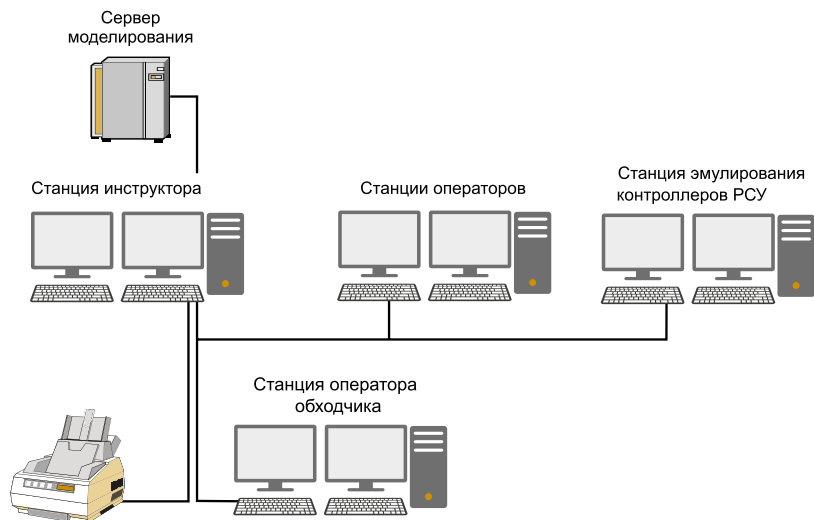 Сервер
моделирования
Станция инструктора
Станции операторов
Станция эмулирования
контроллеров РСУ
Станция оператора
обходчика